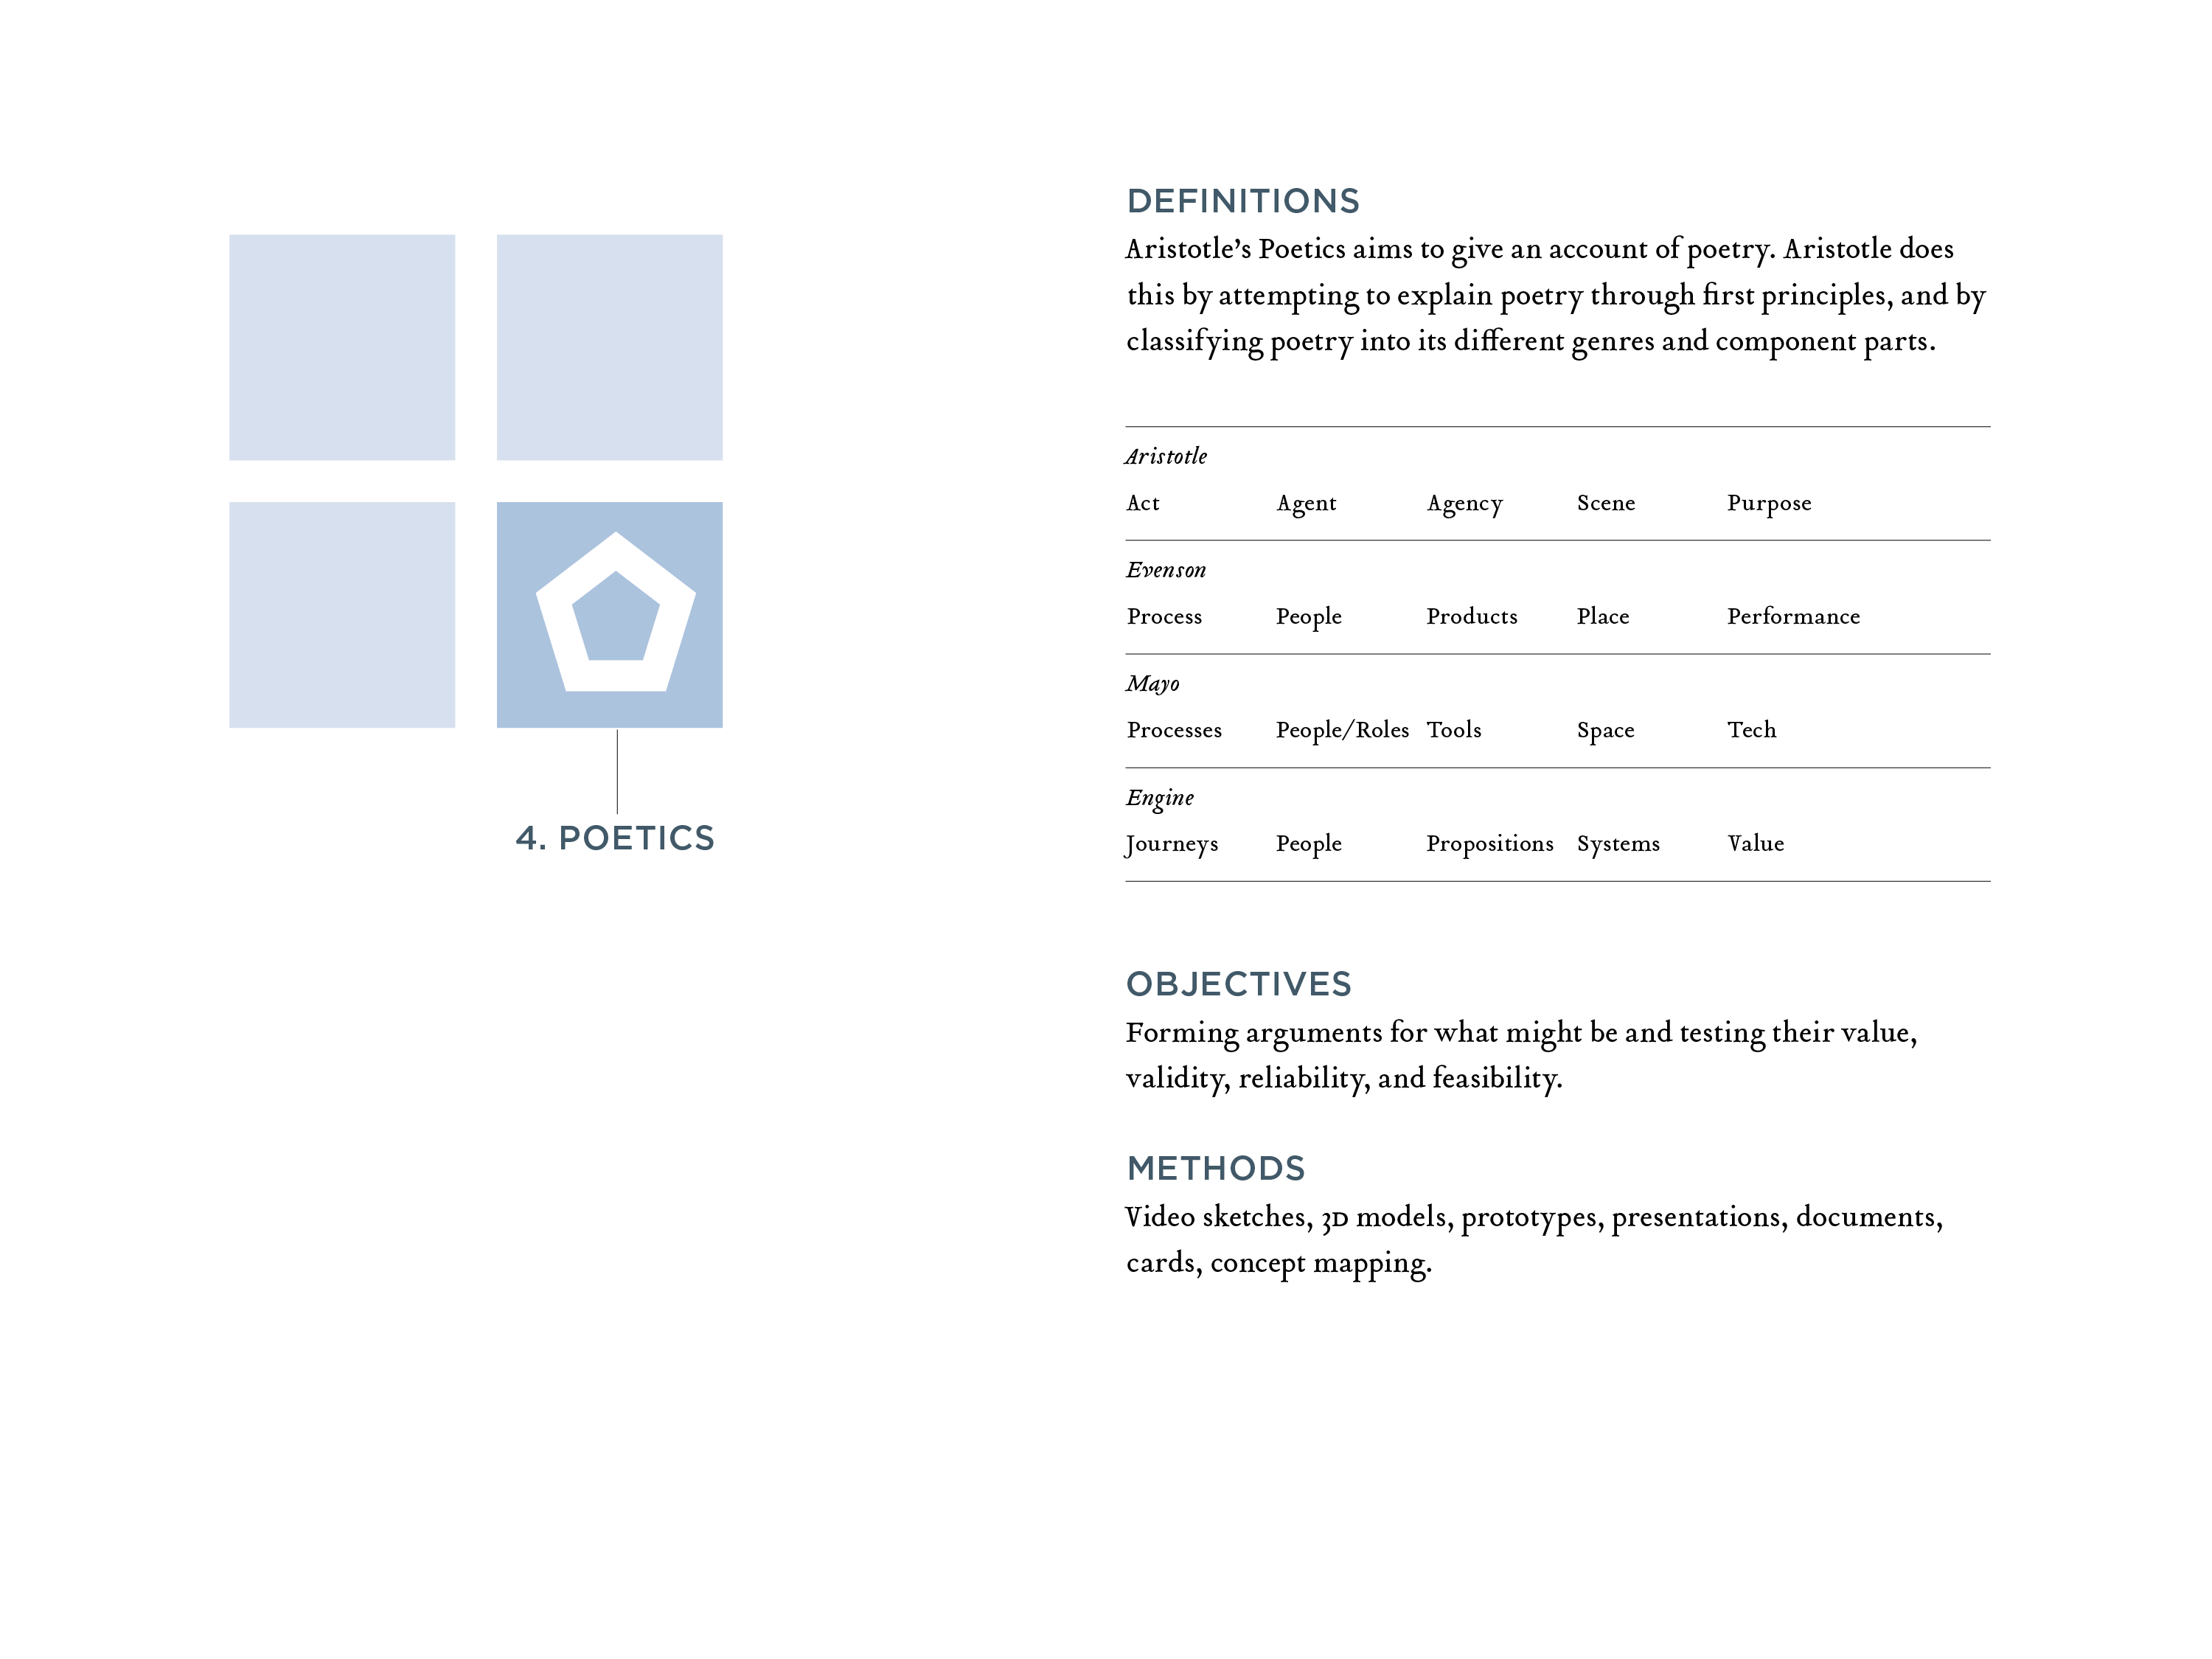 4. POETICS
DEFINITIONS
Aristotle’s Poetics aims to give an account of poetry. Aristotle does
this by attempting to explain poetry through first principles, and by
classifying poetry into its different genres and component parts.
Aristotle
Act Agent Agency Scene Purpose
Evenson
Process People Products Place Performance
Mayo
Processes People/Roles Tools Space Tech
Engine
Journeys People Propositions Systems Value
OBJECTIVES
Forming arguments for what might be and testing their value,
validity, reliability, and feasibility.
METHODS
Video sketches, 3D models, prototypes, presentations, documents,
cards, concept mapping.